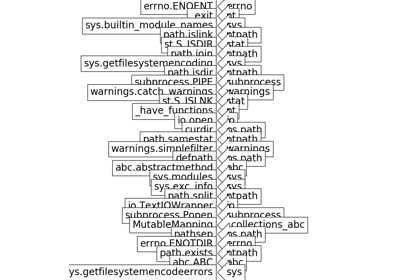 errno.ENOENT errno
exit nt
sys.builtin_module_names sys
path.islink ntpath
st.S_ISDIR stat
path.join ntpath
sys.getfilesystemencoding sys
path.isdir ntpath
subprocess.PIPE subprocess
warnings.catch_warnings warnings
st.S_ISLNK stat
_have_functions nt
io.open io
curdir os.path
path.samestat ntpath
warnings.simplefilter warnings
defpath os.path
abc.abstractmethod abc
sys.modules sys
sys.exc_info sys
path.split ntpath
io.TextIOWrapper io
subprocess.Popen subprocess
MutableMapping _collections_abc
pathsep os.path
errno.ENOTDIR errno
path.exists ntpath
abc.ABC abc
ys.getfilesystemencodeerrors sys